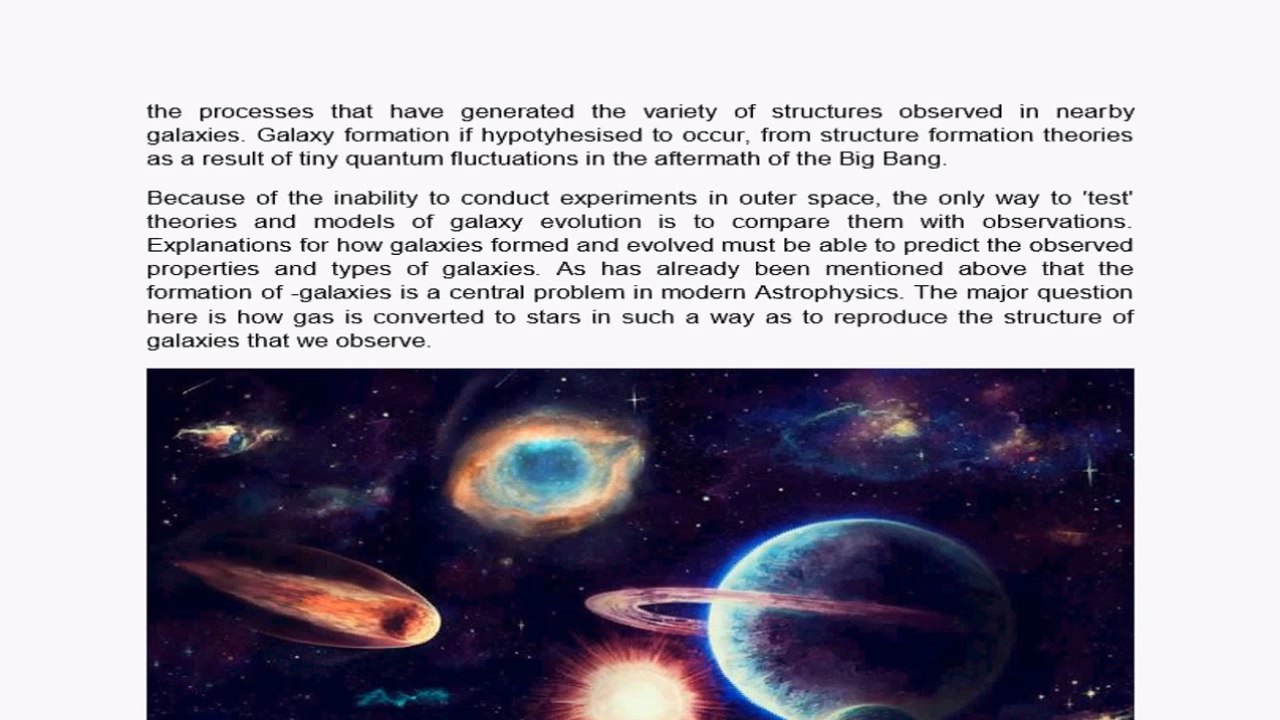 the processes that have generated the variety of structures observed in nearby
galaxies. Galaxy formation if hypotyhesised to occur, from structure formation theories
as a result of tiny quantum fluctuations in the aftermath of the Big Bang.
Because of the inability to conduct experiments in outer space, the only way to 'test'
theories and models of galaxy evolution is to compare them with observations.
Explanations for how galaxies formed and evolved must be able to predict the observed
properties and types of galaxies. As has already been mentioned above that the
formation of -galaxies is a central problem in modern Astrophysics. The major question
here is how gas is converted to stars in such a way as to reproduce the structure of
galaxies that we observe.